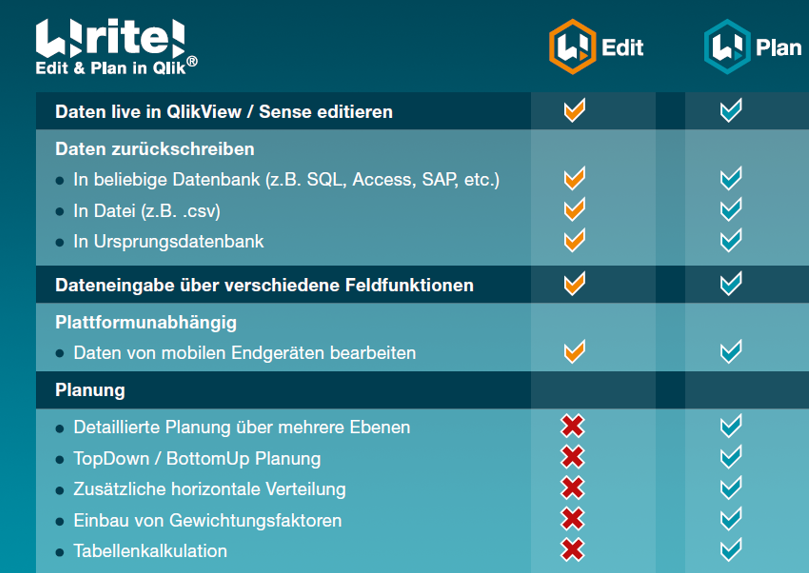 Write!
Edit & Plan in Qlik®
Edit
Plan
Daten live in QlikView / Sense editieren
Daten zurückschreiben
• In beliebige Datenbank (z.B. SQL, Access, SAP, etc.)
• In Datei (z.B. .csv)
• In Ursprungsdatenbank
Dateneingabe über verschiedene Feldfunktionen
Plattformunabhängig
• Daten von mobilen Endgeräten bearbeiten
Planung
• Detaillierte Planung über mehrere Ebenen
• TopDown / BottomUp Planung
• Zusätzliche horizontale Verteilung
• Einbau von Gewichtungsfaktoren
• Tabellenkalkulation